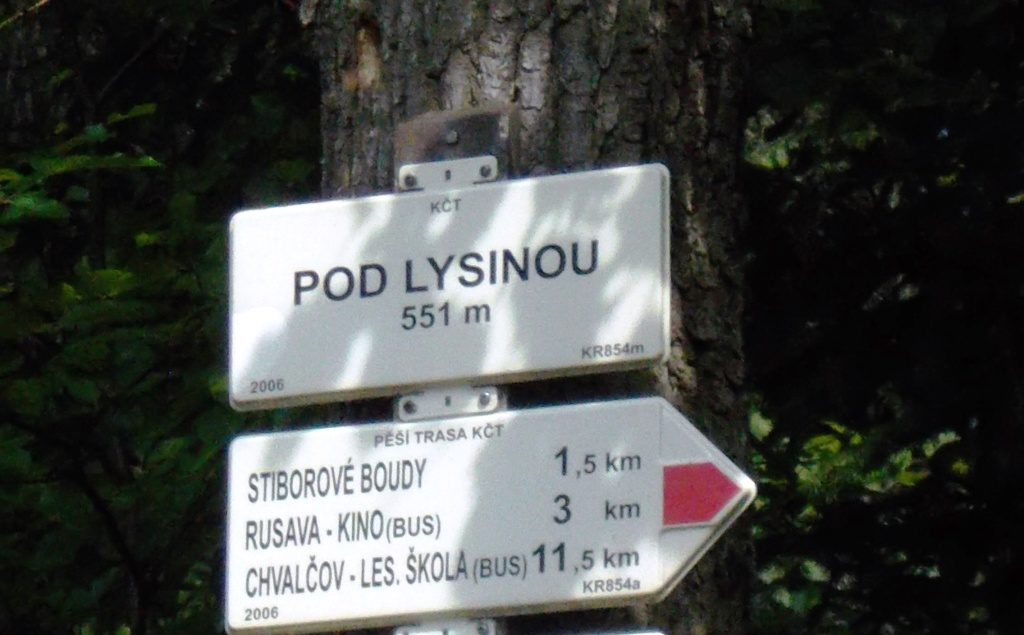 KČT
POD LYSINOU
551 m
2006 KR854m
PĚŠÍ TRASA KČT
STIBOROVÉ BOUDY 1,5 km
RUSAVA - KINO (BUS) 3 km
CHVALČOV - LES. ŠKOLA (BUS) 11,5 km
2006 KR854a